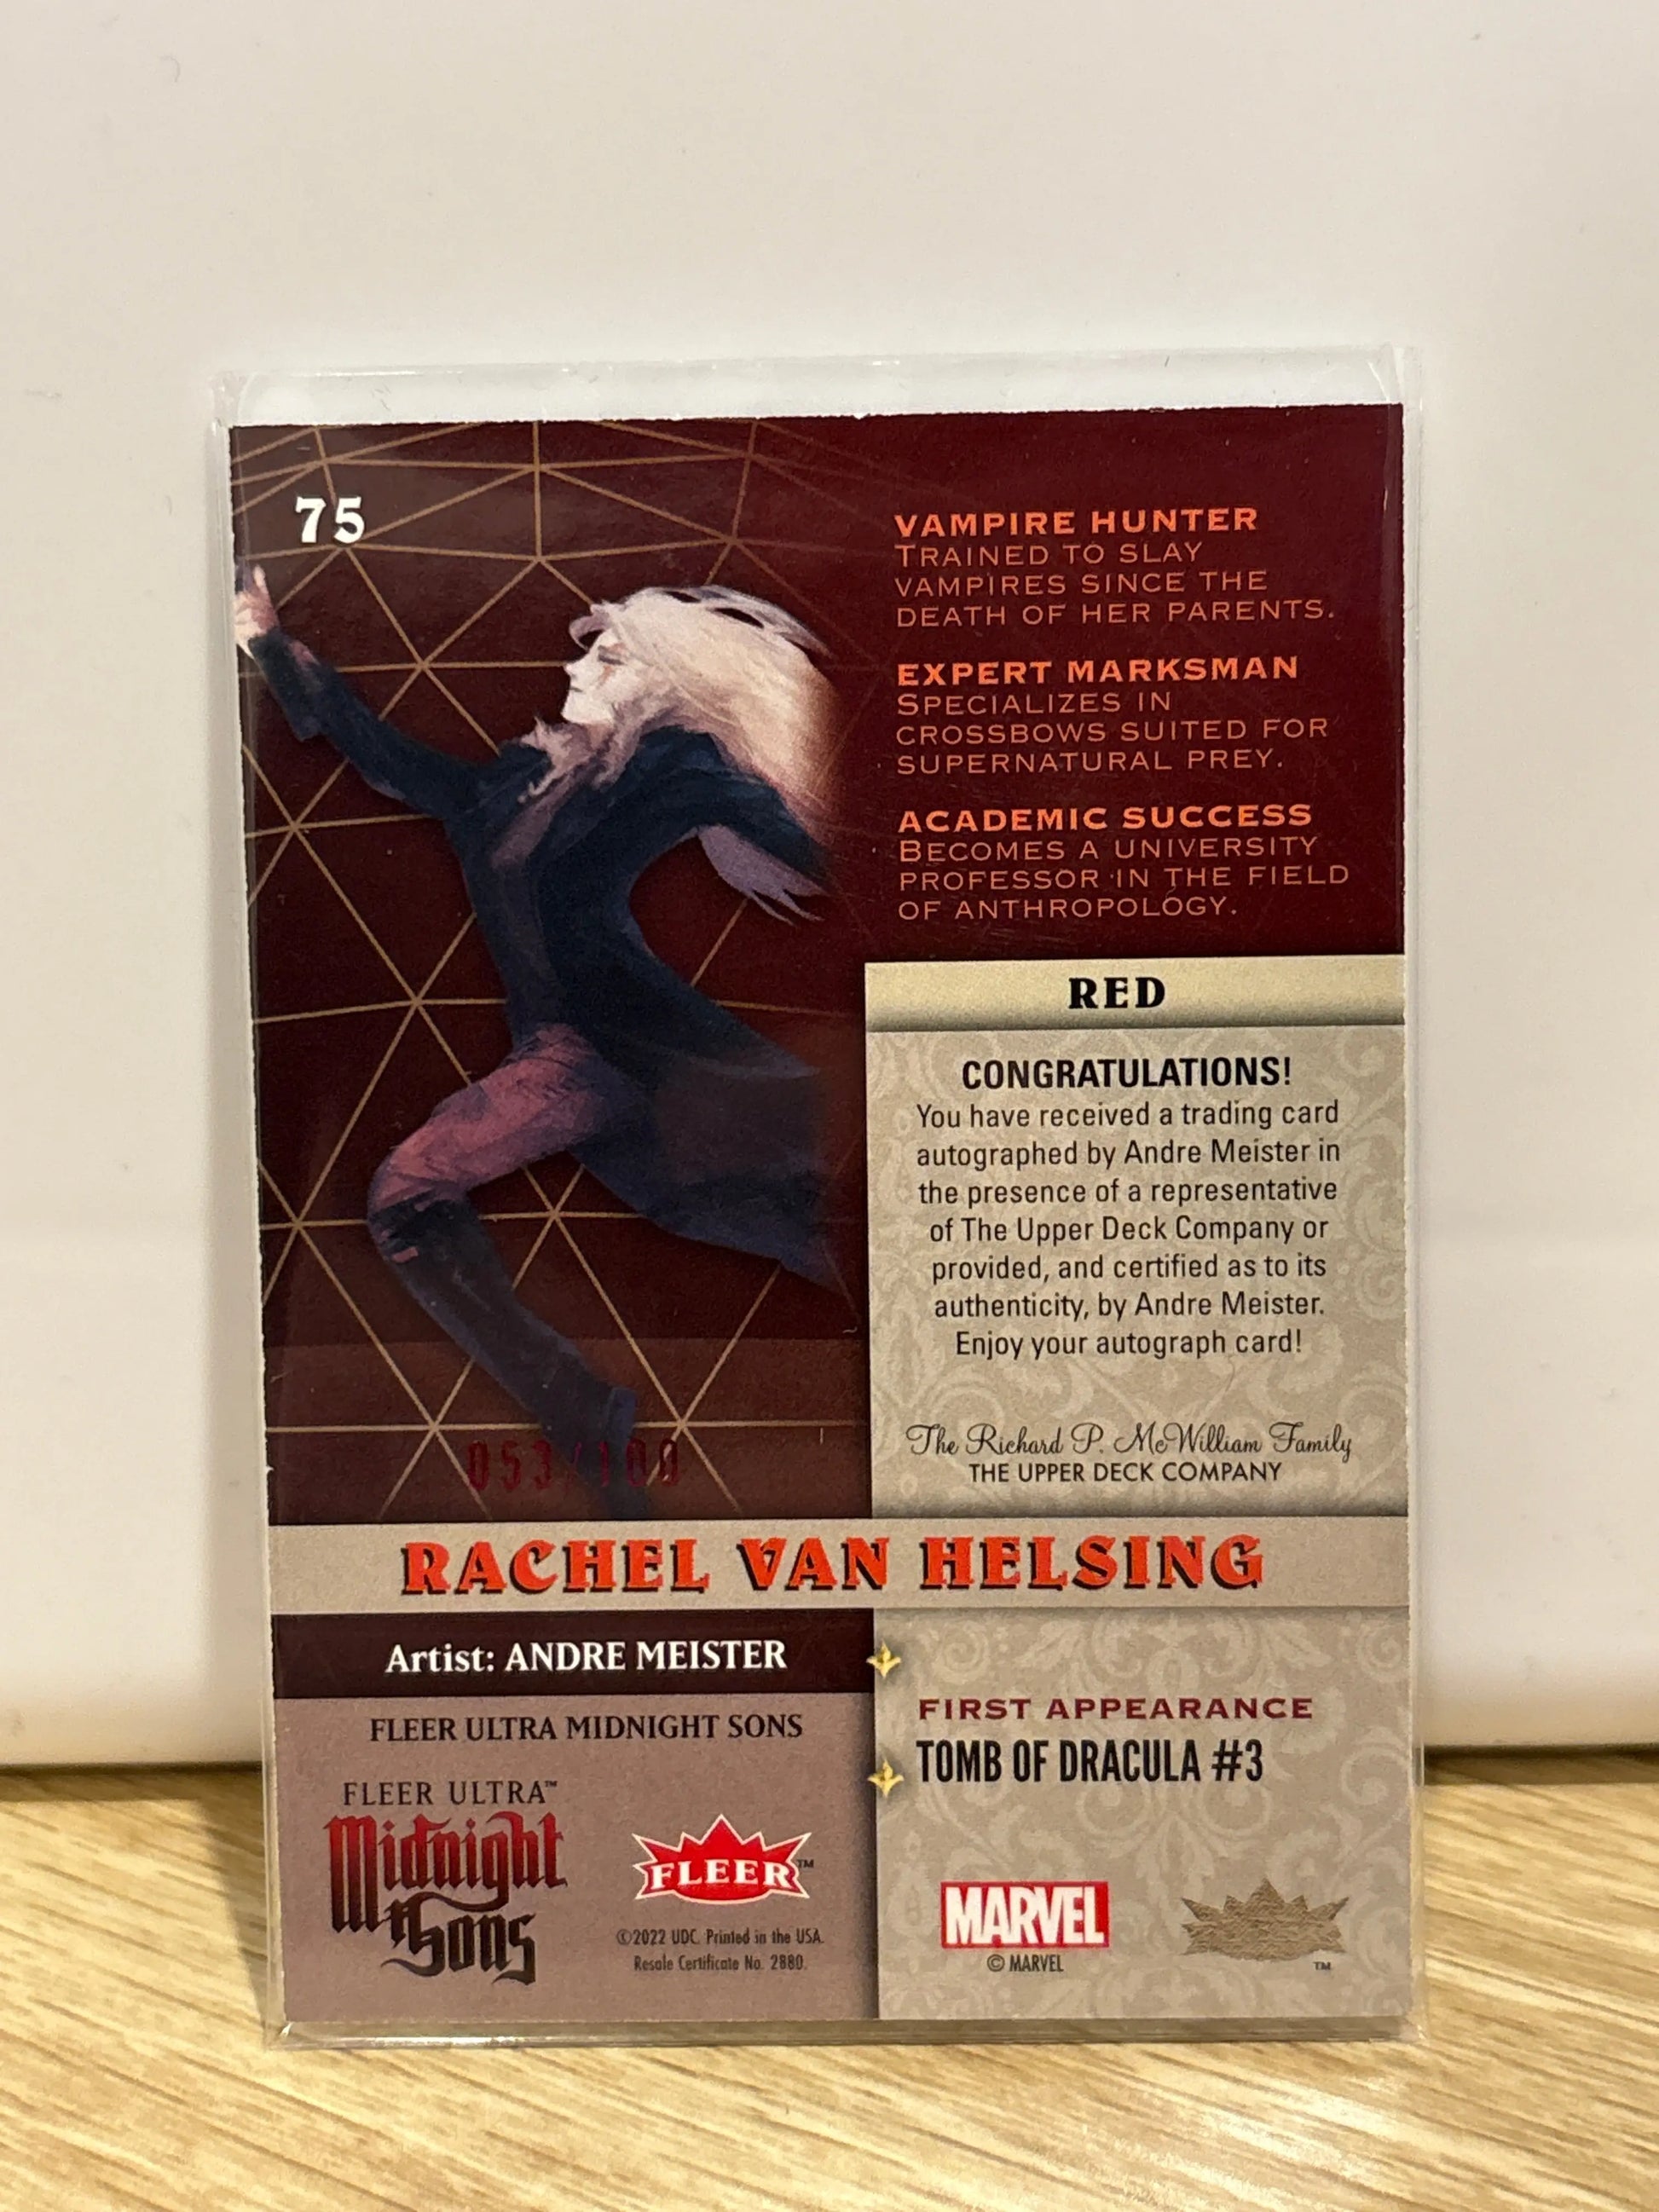 75
VAMPIRE HUNTER
TRAINED TO SLAY
VAMPIRES SINCE THE
DEATH OF HER PARENTS.
EXPERT MARKSMAN
SPECIALIZES IN
CROSSBOWS SUITED FOR
SUPERNATURAL PREY.
ACADEMIC SUCCESS
BECOMES A UNIVERSITY
PROFESSOR IN THE FIELD
OF ANTHROPOLOGY.
RED
CONGRATULATIONS!
You have received a trading card
autographed by Andre Meister in
the presence of a representative
of The Upper Deck Company or
provided, and certified as to its
authenticity, by Andre Meister.
Enjoy your autograph card!
The Richard P. McWilliam Family
THE UPPER DECK COMPANY
053/100
RACHEL VAN HELSING
Artist: ANDRE MEISTER
FLEER ULTRA MIDNIGHT SONS
FLEER ULTRA™
Midnight
Sons
FLEER™
©2022 UDC. Printed in the USA.
Resale Certificate No. 2880.
FIRST APPEARANCE
TOMB OF DRACULA #3
MARVEL
© MARVEL
TM